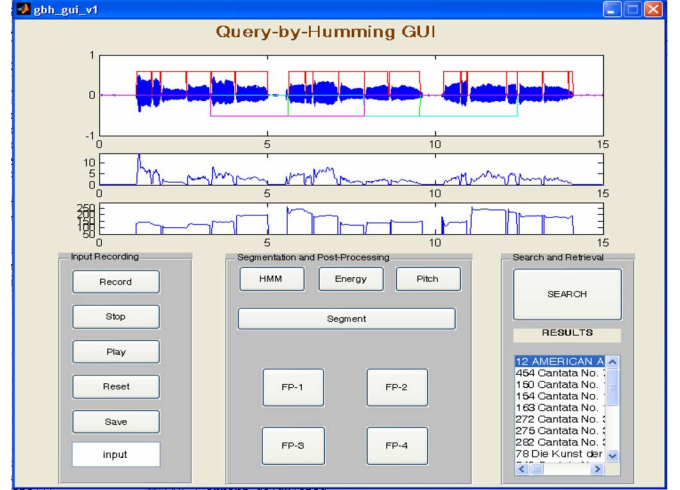 gbh_gui_v1
Query-by-Humming GUI
1
0
-1
0 5 10 15
10
5
0
0 5 10 15
250
200
150
100
50
0 5 10 15
Input Recording
Record
Stop
Play
Reset
Save
input
Segmentation and Post-Processing
HMM Energy Pitch
Segment
FP-1 FP-2
FP-3 FP-4
Search and Retrieval
SEARCH
RESULTS
12 AMERICAN A
454 Cantata No.
150 Cantata No.
154 Cantata No.
163 Cantata No.
272 Cantata No. 3
275 Cantata No. 3
282 Cantata No. 3
78 Die Kunst der